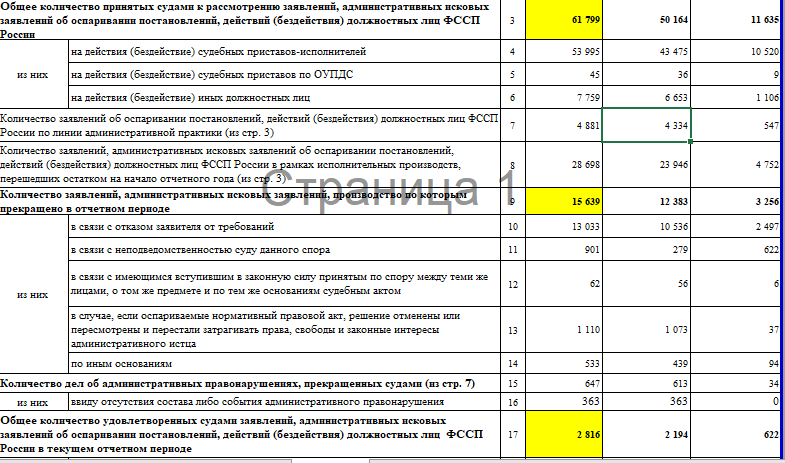 Общее количество принятых судами к рассмотрению заявлений, административных исковых
заявлений об оспаривании постановлений, действий (бездействия) должностных лиц ФССП
России 3 61 799 50 164 11 635
из них
на действия (бездействие) судебных приставов-исполнителей 4 53 995 43 475 10 520
на действия (бездействие) судебных приставов по ОУПДС 5 45 36 9
на действия (бездействие) иных должностных лиц 6 7 759 6 653 1 106
Количество заявлений об оспаривании постановлений, действий (бездействия) должностных лиц ФССП
России по линии административной практики (из стр. 3) 7 4 881 4 334 547
Количество заявлений, административных исковых заявлений об оспаривании постановлений,
действий (бездействия) должностных лиц ФССП России в рамках исполнительных производств,
перешедших остатком на начало отчетного года (из стр. 3) 8 28 698 23 946 4 752
Страница 1
Количество заявлений, административных исковых заявлений, производство по которым
прекращено в отчетном периоде 9 15 639 12 383 3 256
из них
в связи с отказом заявителя от требований 10 13 033 10 536 2 497
в связи с неподведомственностью суду данного спора 11 901 279 622
в связи с имеющимся вступившим в законную силу принятым по спору между теми же
лицами, о том же предмете и по тем же основаниям судебным актом 12 62 56 6
в случае, если оспариваемые нормативный правовой акт, решение отменены или
пересмотрены и перестали затрагивать права, свободы и законные интересы
административного истца 13 1 110 1 073 37
по иным основаниям 14 533 439 94
Количество дел об административных правонарушениях, прекращенных судами (из стр. 7) 15 647 613 34
из них ввиду отсутствия состава либо события административного правонарушения 16 363 363 0
Общее количество удовлетворенных судами заявлений, административных исковых
заявлений об оспаривании постановлений, действий (бездействия) должностных лиц ФССП
России в текущем отчетном периоде 17 2 816 2 194 622